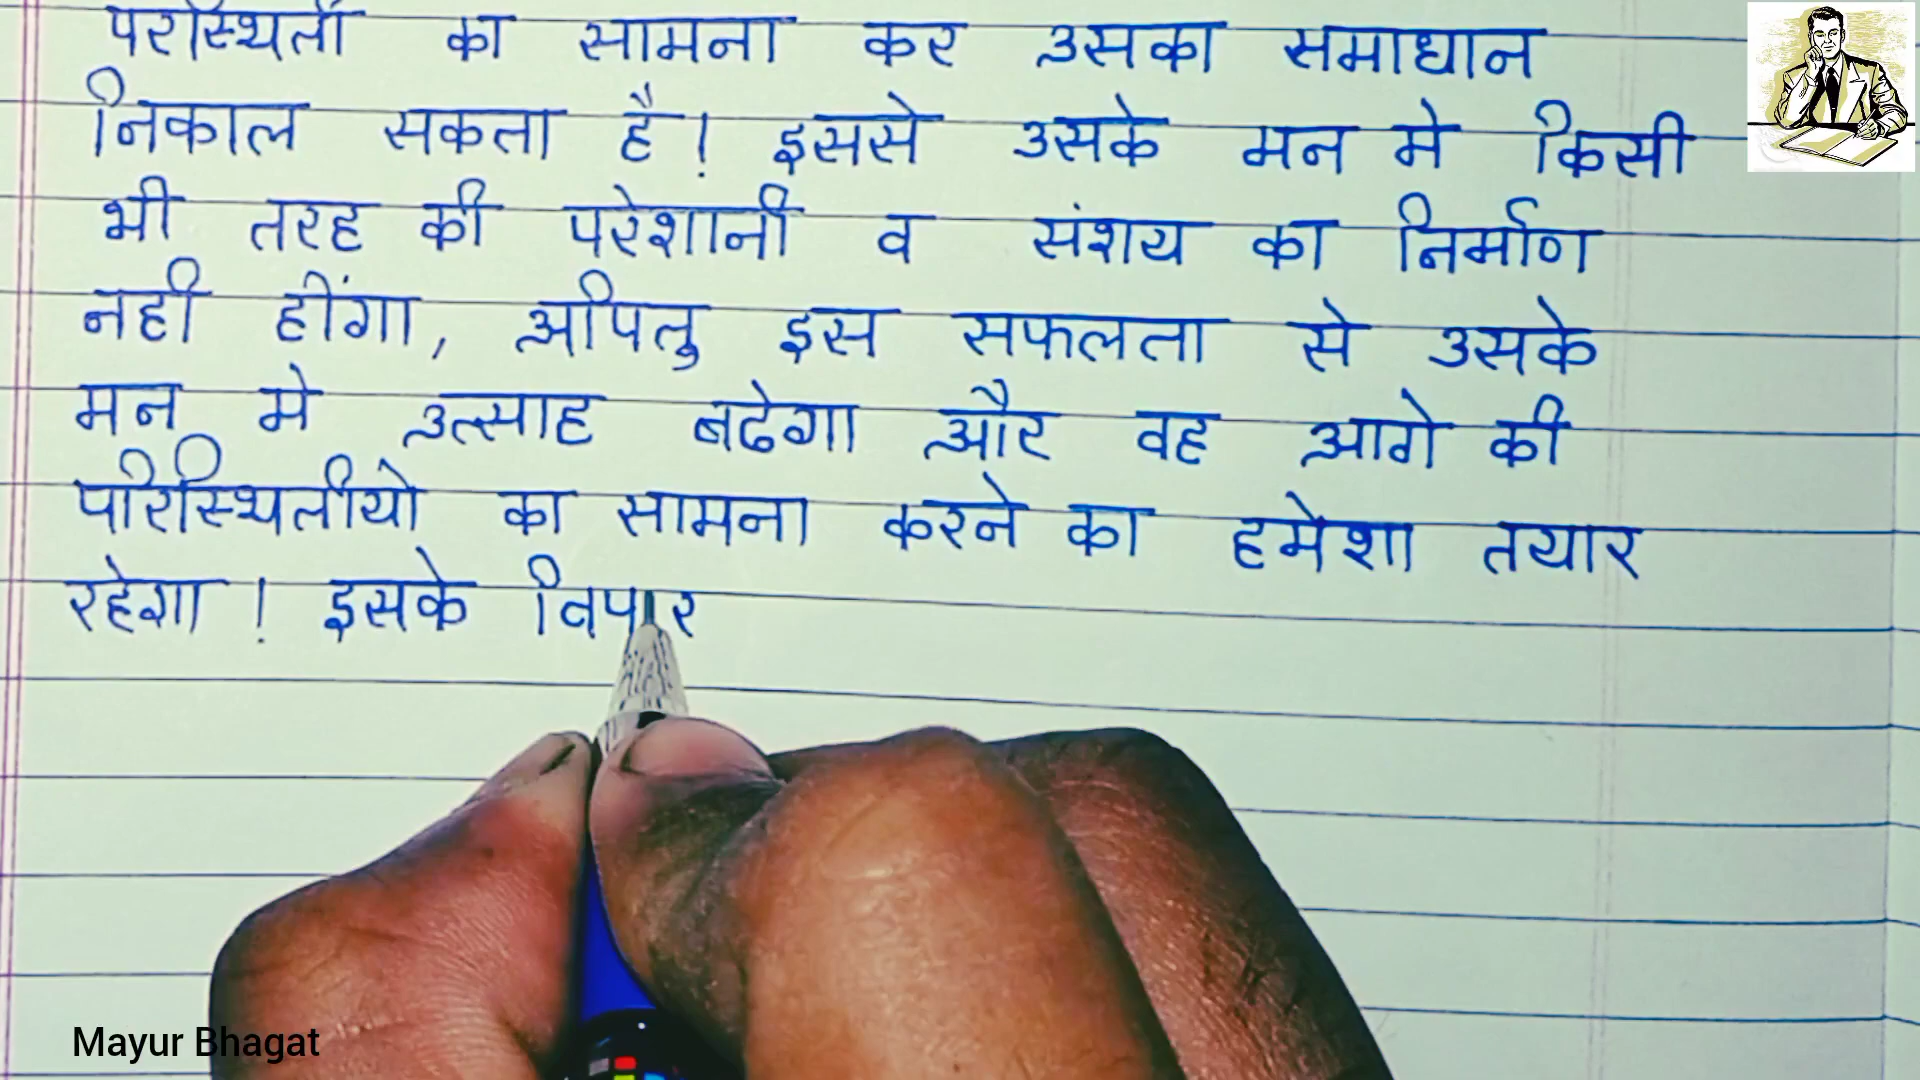 परिस्थिती का सामना कर उसका समाधान
निकाल सकता है! इससे उसके मन मे किसी
भी तरह की परेशानी व संशय का निर्माण
नही होंगा, अपितु इस सफलता से उसके
मन मे उत्साह बढेगा और वह आगे की
परिस्थितीयो का सामना करने का हमेशा तयार
रहेगा ! इसके विपर
Mayur Bhagat